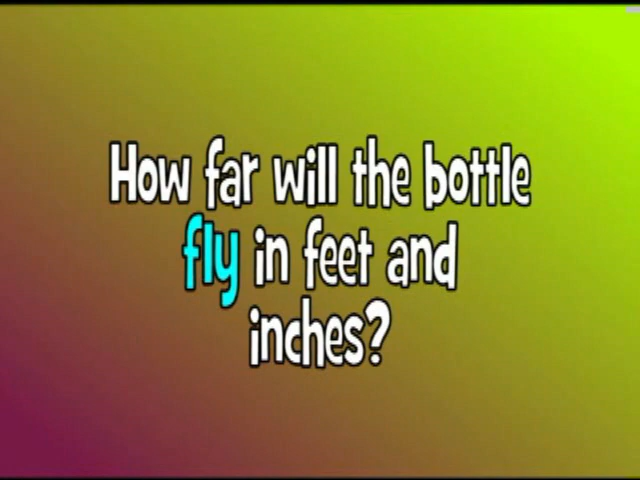 How far will the bottle
fly in feet and
inches?